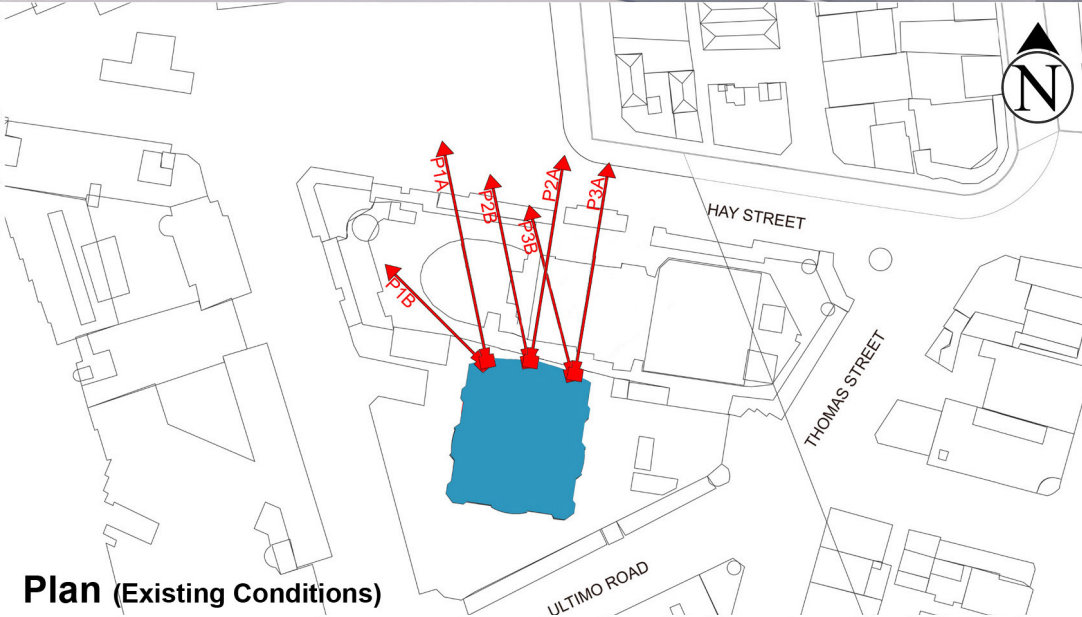 N
P1A
P2B
P2A
P3A
P3B
P1B
HAY STREET
THOMAS STREET
ULTIMO ROAD
Plan (Existing Conditions)